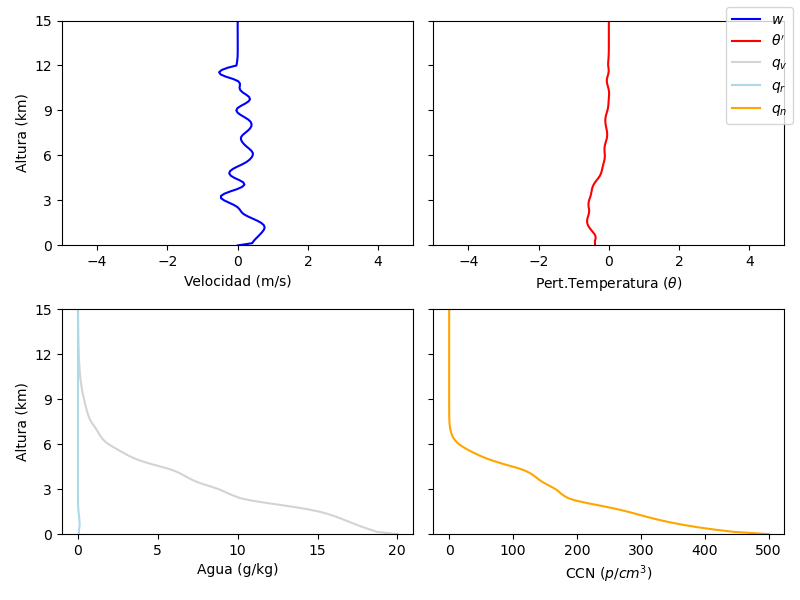 w
θ′
q_v
q_r
q_n
Altura (km)
15
12
9
6
3
0
−4 −2 0 2 4
Velocidad (m/s)
−4 −2 0 2 4
Pert.Temperatura (θ)
Altura (km)
15
12
9
6
3
0
0 5 10 15 20
Agua (g/kg)
0 100 200 300 400 500
CCN (p/cm³)